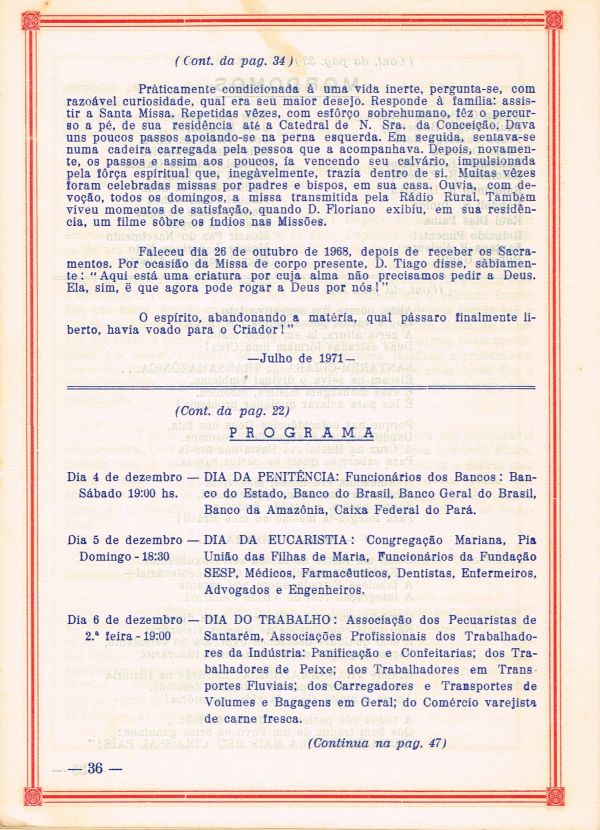 ( Cont. da pag. 34 )
Pràticamente condicionada à uma vida inerte, pergunta-se, com
razoável curiosidade, qual era seu maior desejo. Responde à família: assis-
tir a Santa Missa. Repetidas vêzes, com esfôrço sobrehumano, fêz o percur-
so a pé, de sua residência até a Catedral de N. Sra. da Conceição. Dava
uns poucos passos apoiando-se na perna esquerda. Em seguida, sentava-se
numa cadeira carregada pela pessoa que a acompanhava. Depois, novamen-
te, os passos e assim aos poucos, ía vencendo seu calvário, impulsionada
pela fôrça espiritual que, inegàvelmente, trazia dentro de si. Muitas vêzes
foram celebradas missas por padres e bispos, em sua casa. Ouvia, com de-
voção, todos os domingos, a missa transmitida pela Rádio Rural. Também
viveu momentos de satisfação, quando D. Floriano exibiu, em sua residên-
cia, um filme sôbre os índios nas Missões.
Faleceu dia 26 de outubro de 1968, depois de receber os Sacra-
mentos. Por ocasião da Missa de corpo presente, D. Tiago disse, sàbiamen-
te: "Aqui está uma criatura por cuja alma não precisamos pedir a Deus.
Ela, sim, ë que agora pode rogar a Deus por nós!"
O espírito, abandonando a matéria, qual pássaro finalmente li-
berto, havia voado para o Criador!"
—Julho de 1971—
(Cont. da pag. 22)
PROGRAMA
Dia 4 de dezembro — DIA DA PENITÊNCIA: Funcionários dos Bancos: Ban-
Sábado 19:00 hs. co do Estado, Banco do Brasil, Banco Geral do Brasil,
Banco da Amazônia, Caixa Federal do Pará.
Dia 5 de dezembro — DIA DA EUCARISTIA: Congregação Mariana, Pia
Domingo - 18:30 União das Filhas de Maria, Funcionários da Fundação
SESP, Médicos, Farmacêuticos, Dentistas, Enfermeiros,
Advogados e Engenheiros.
Dia 6 de dezembro — DIA DO TRABALHO: Associação dos Pecuaristas de
2.ª feira - 19:00 Santarém, Associações Profissionais dos Trabalhado-
res da Indústria: Panificação e Confeitarias; dos Tra-
balhadores de Peixe; dos Trabalhadores em Trans-
portes Fluviais; dos Carregadores e Transportes de
Volumes e Bagagens em Geral; do Comércio varejista
de carne fresca.
(Continua na pag. 47)
— 36 —